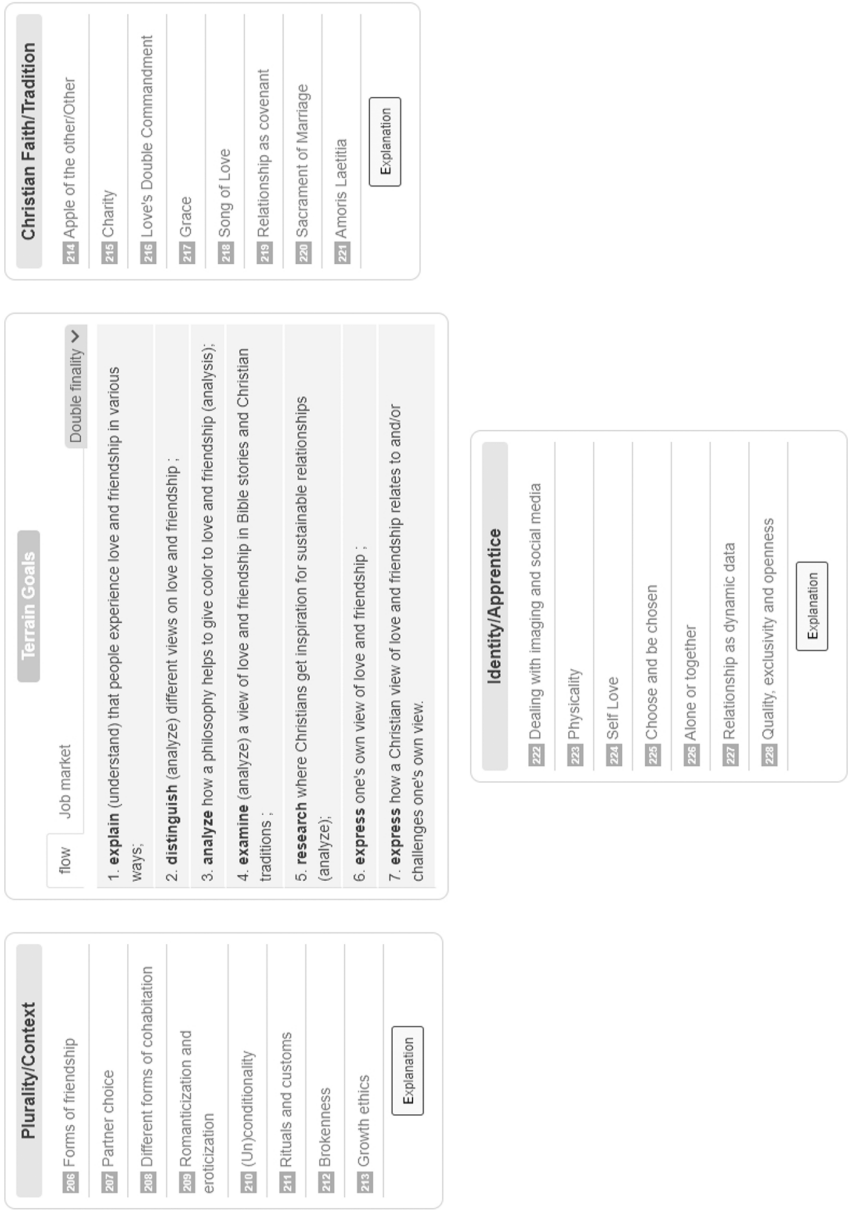 Plurality/Context
206 Forms of friendship
207 Partner choice
208 Different forms of cohabitation
209 Romanticization and
eroticization
210 (Un)conditionality
211 Rituals and customs
212 Brokenness
213 Growth ethics
Explanation
Terrain Goals
flow
Job market
Double finality
1. explain (understand) that people experience love and friendship in various
ways;
2. distinguish (analyze) different views on love and friendship ;
3. analyze how a philosophy helps to give color to love and friendship (analysis);
4. examine (analyze) a view of love and friendship in Bible stories and Christian
traditions ;
5. research where Christians get inspiration for sustainable relationships
(analyze);
6. express one's own view of love and friendship ;
7. express how a Christian view of love and friendship relates to and/or
challenges one's own view.
Christian Faith/Tradition
214 Apple of the other/Other
215 Charity
216 Love's Double Commandment
217 Grace
218 Song of Love
219 Relationship as covenant
220 Sacrament of Marriage
221 Amoris Laetitia
Explanation
Identity/Apprentice
222 Dealing with imaging and social media
223 Physicality
224 Self Love
225 Choose and be chosen
226 Alone or together
227 Relationship as dynamic data
228 Quality, exclusivity and openness
Explanation